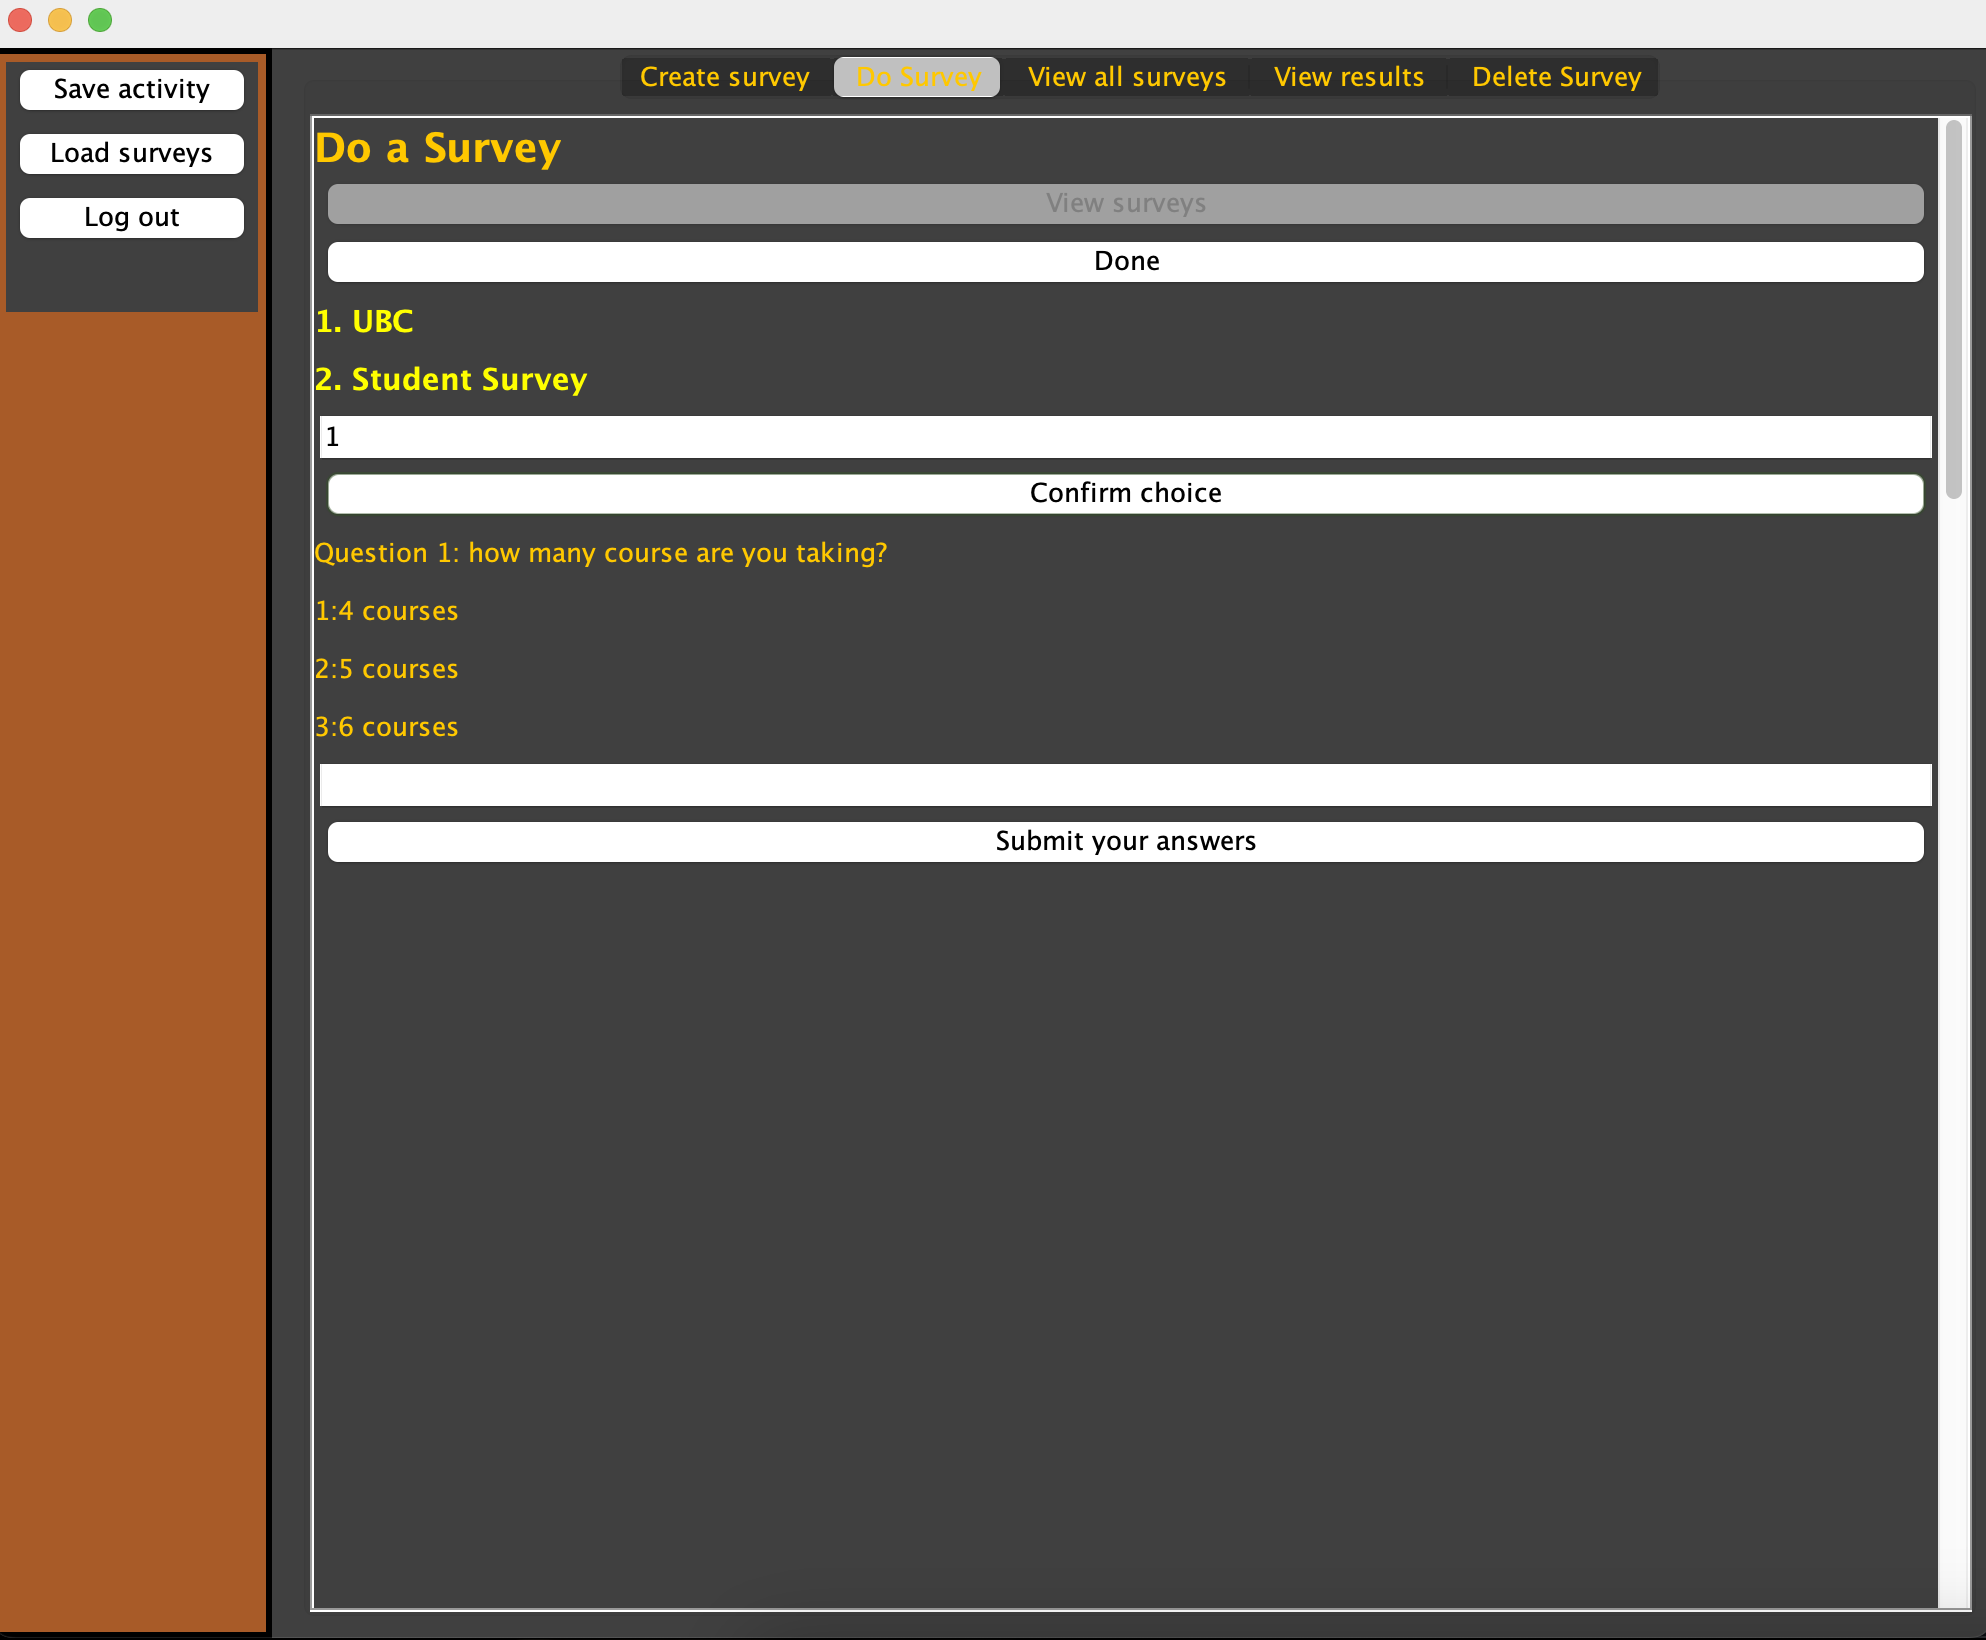 Save activity
Load surveys
Log out
Create survey
Do Survey
View all surveys
View results
Delete Survey
Do a Survey
View surveys
Done
1. UBC
2. Student Survey
1
Confirm choice
Question 1: how many course are you taking?
1:4 courses
2:5 courses
3:6 courses
Submit your answers